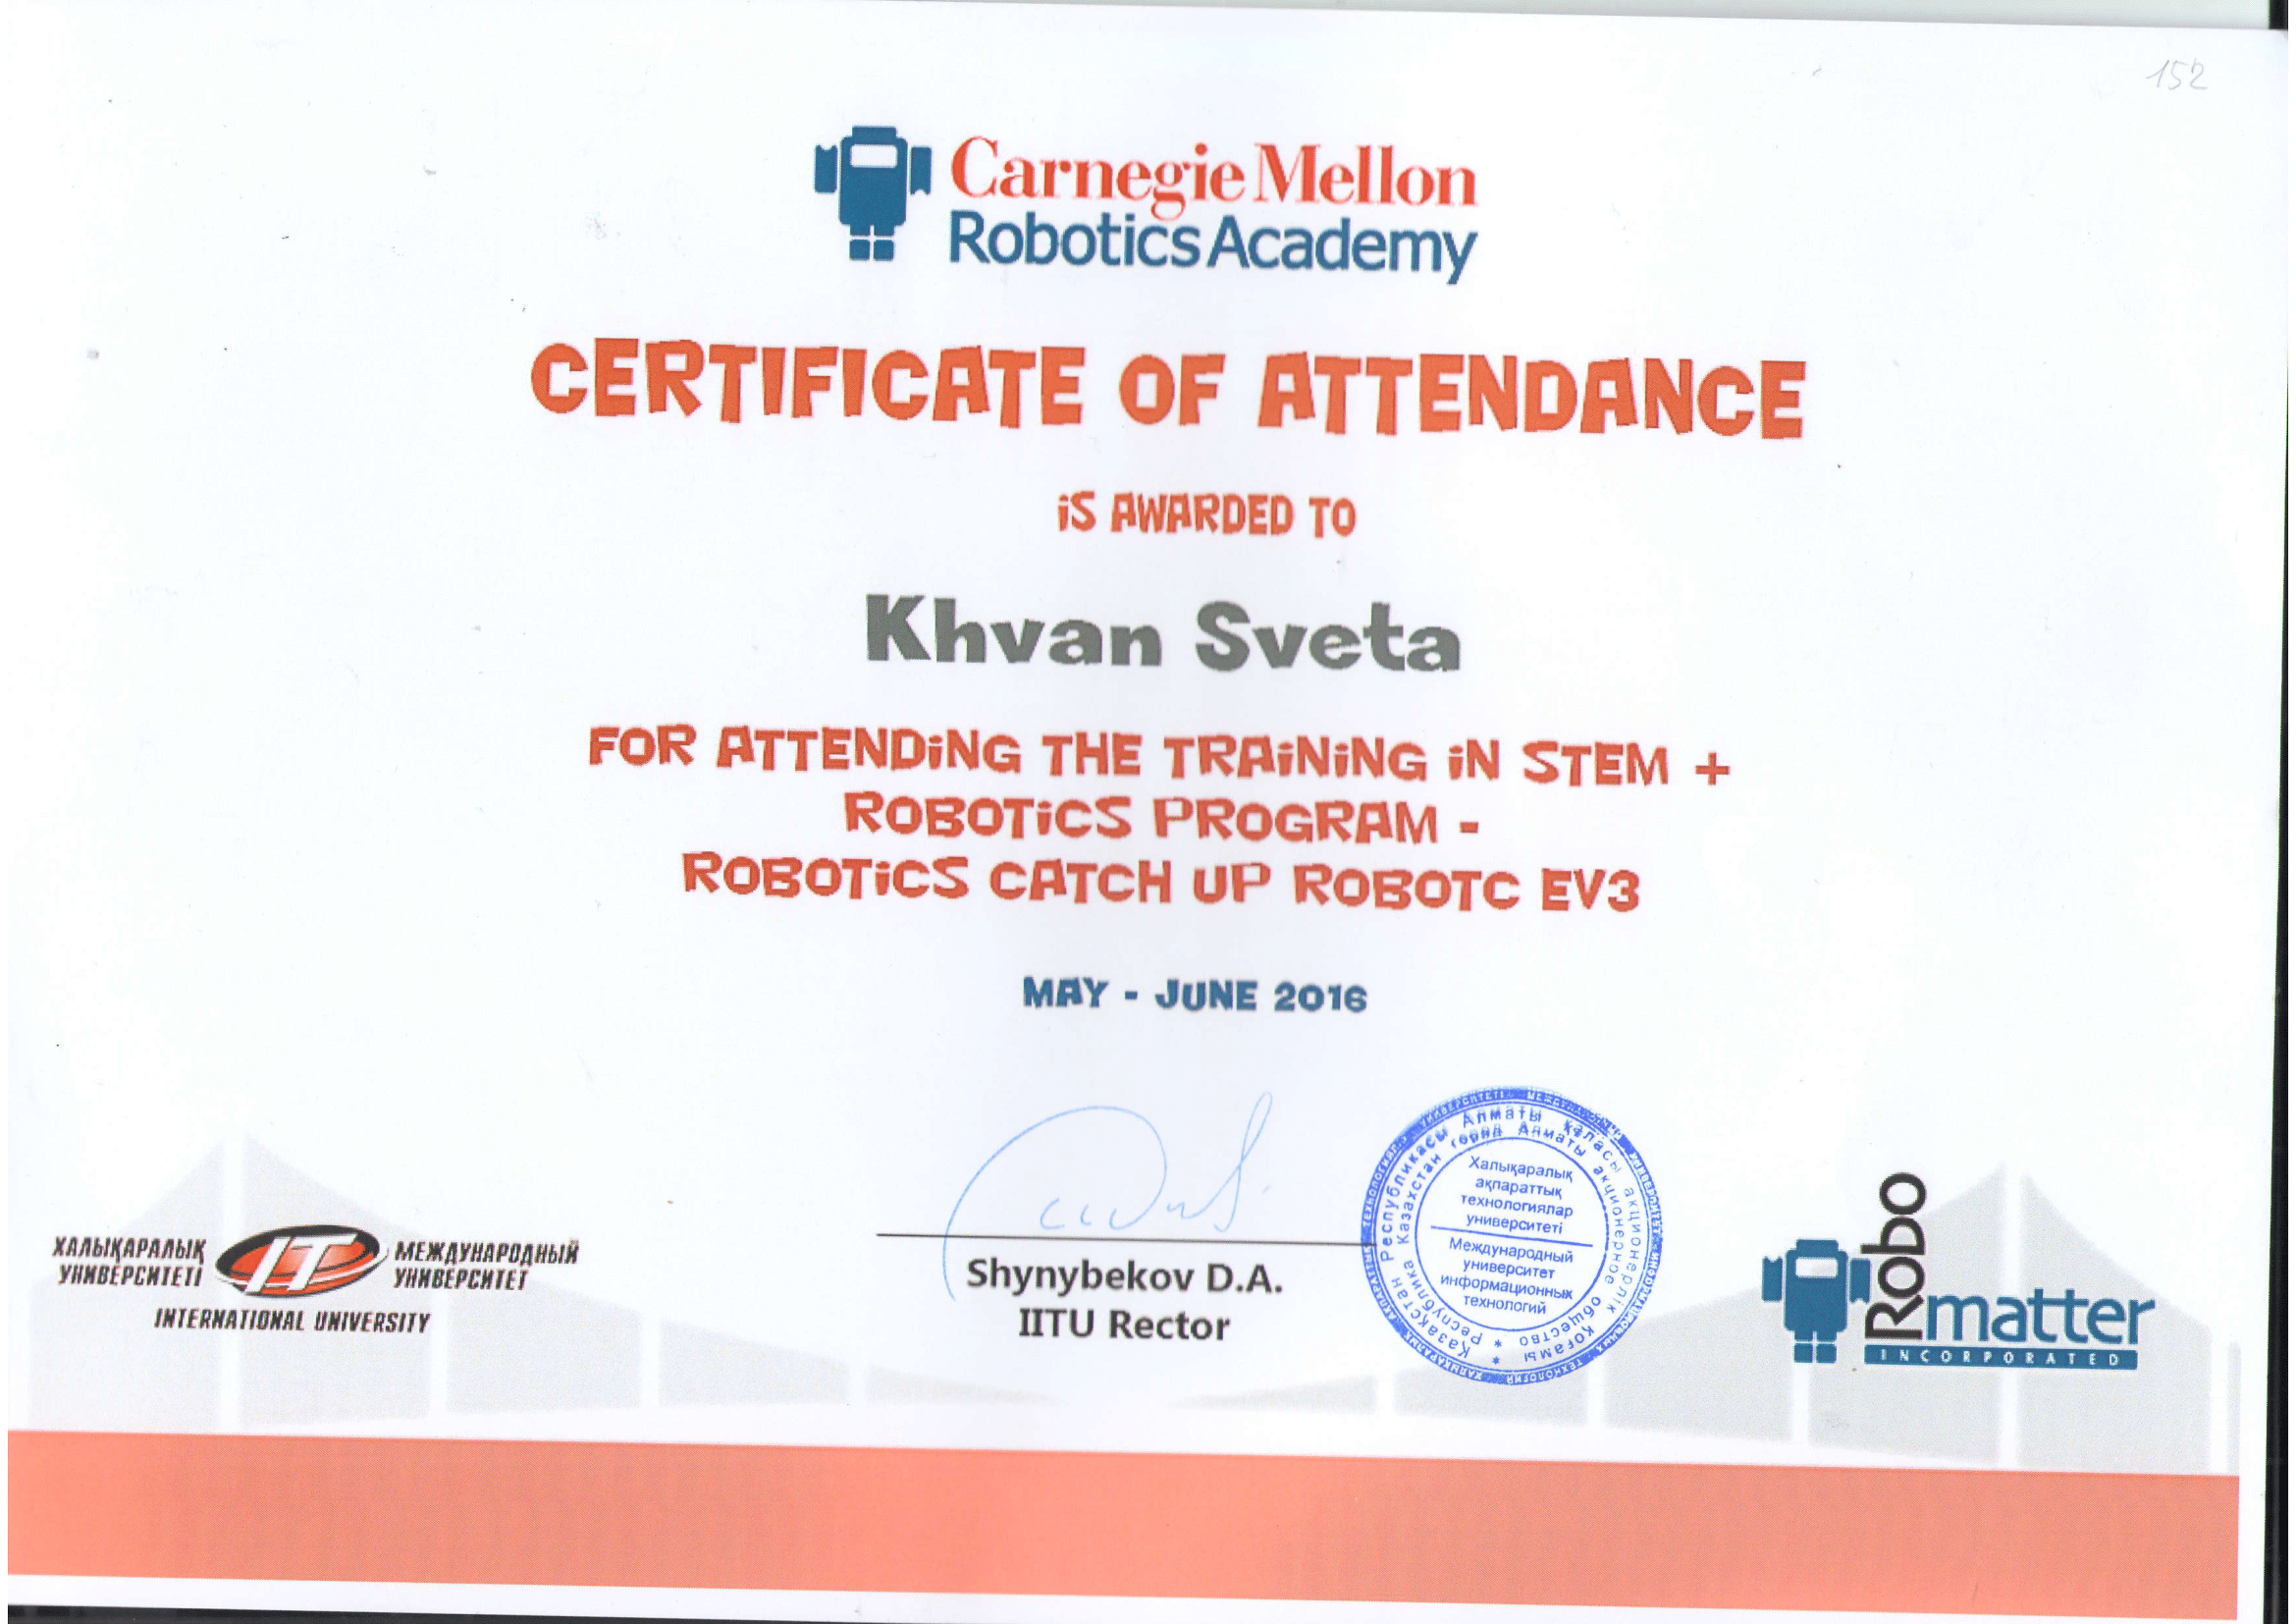 152
Carnegie Mellon
Robotics Academy
CERTIFICATE OF ATTENDANCE
iS AWARDED TO
Khvan Sveta
FOR ATTENDiNG THE TRAiNiNG iN STEM +
ROBOTiCS PROGRAM -
ROBOTiCS CATCH UP ROBOTC EV3
MAY - JUNE 2016
ХАЛЫҚАРАЛЫҚ
УНИВЕРСИТЕТІ
IT
МЕЖДУНАРОДНЫЙ
УНИВЕРСИТЕТ
INTERNATIONAL UNIVERSITY
Shynybekov D.A.
IITU Rector
Қазақстан Республикасы Алматы қаласы акционерлік қоғамы
Республика Казахстан город Алматы акционерное общество
Халықаралық
ақпараттық
технологиялар
университеті
Международный
университет
информационных
технологий
Robo
matter
INCORPORATED